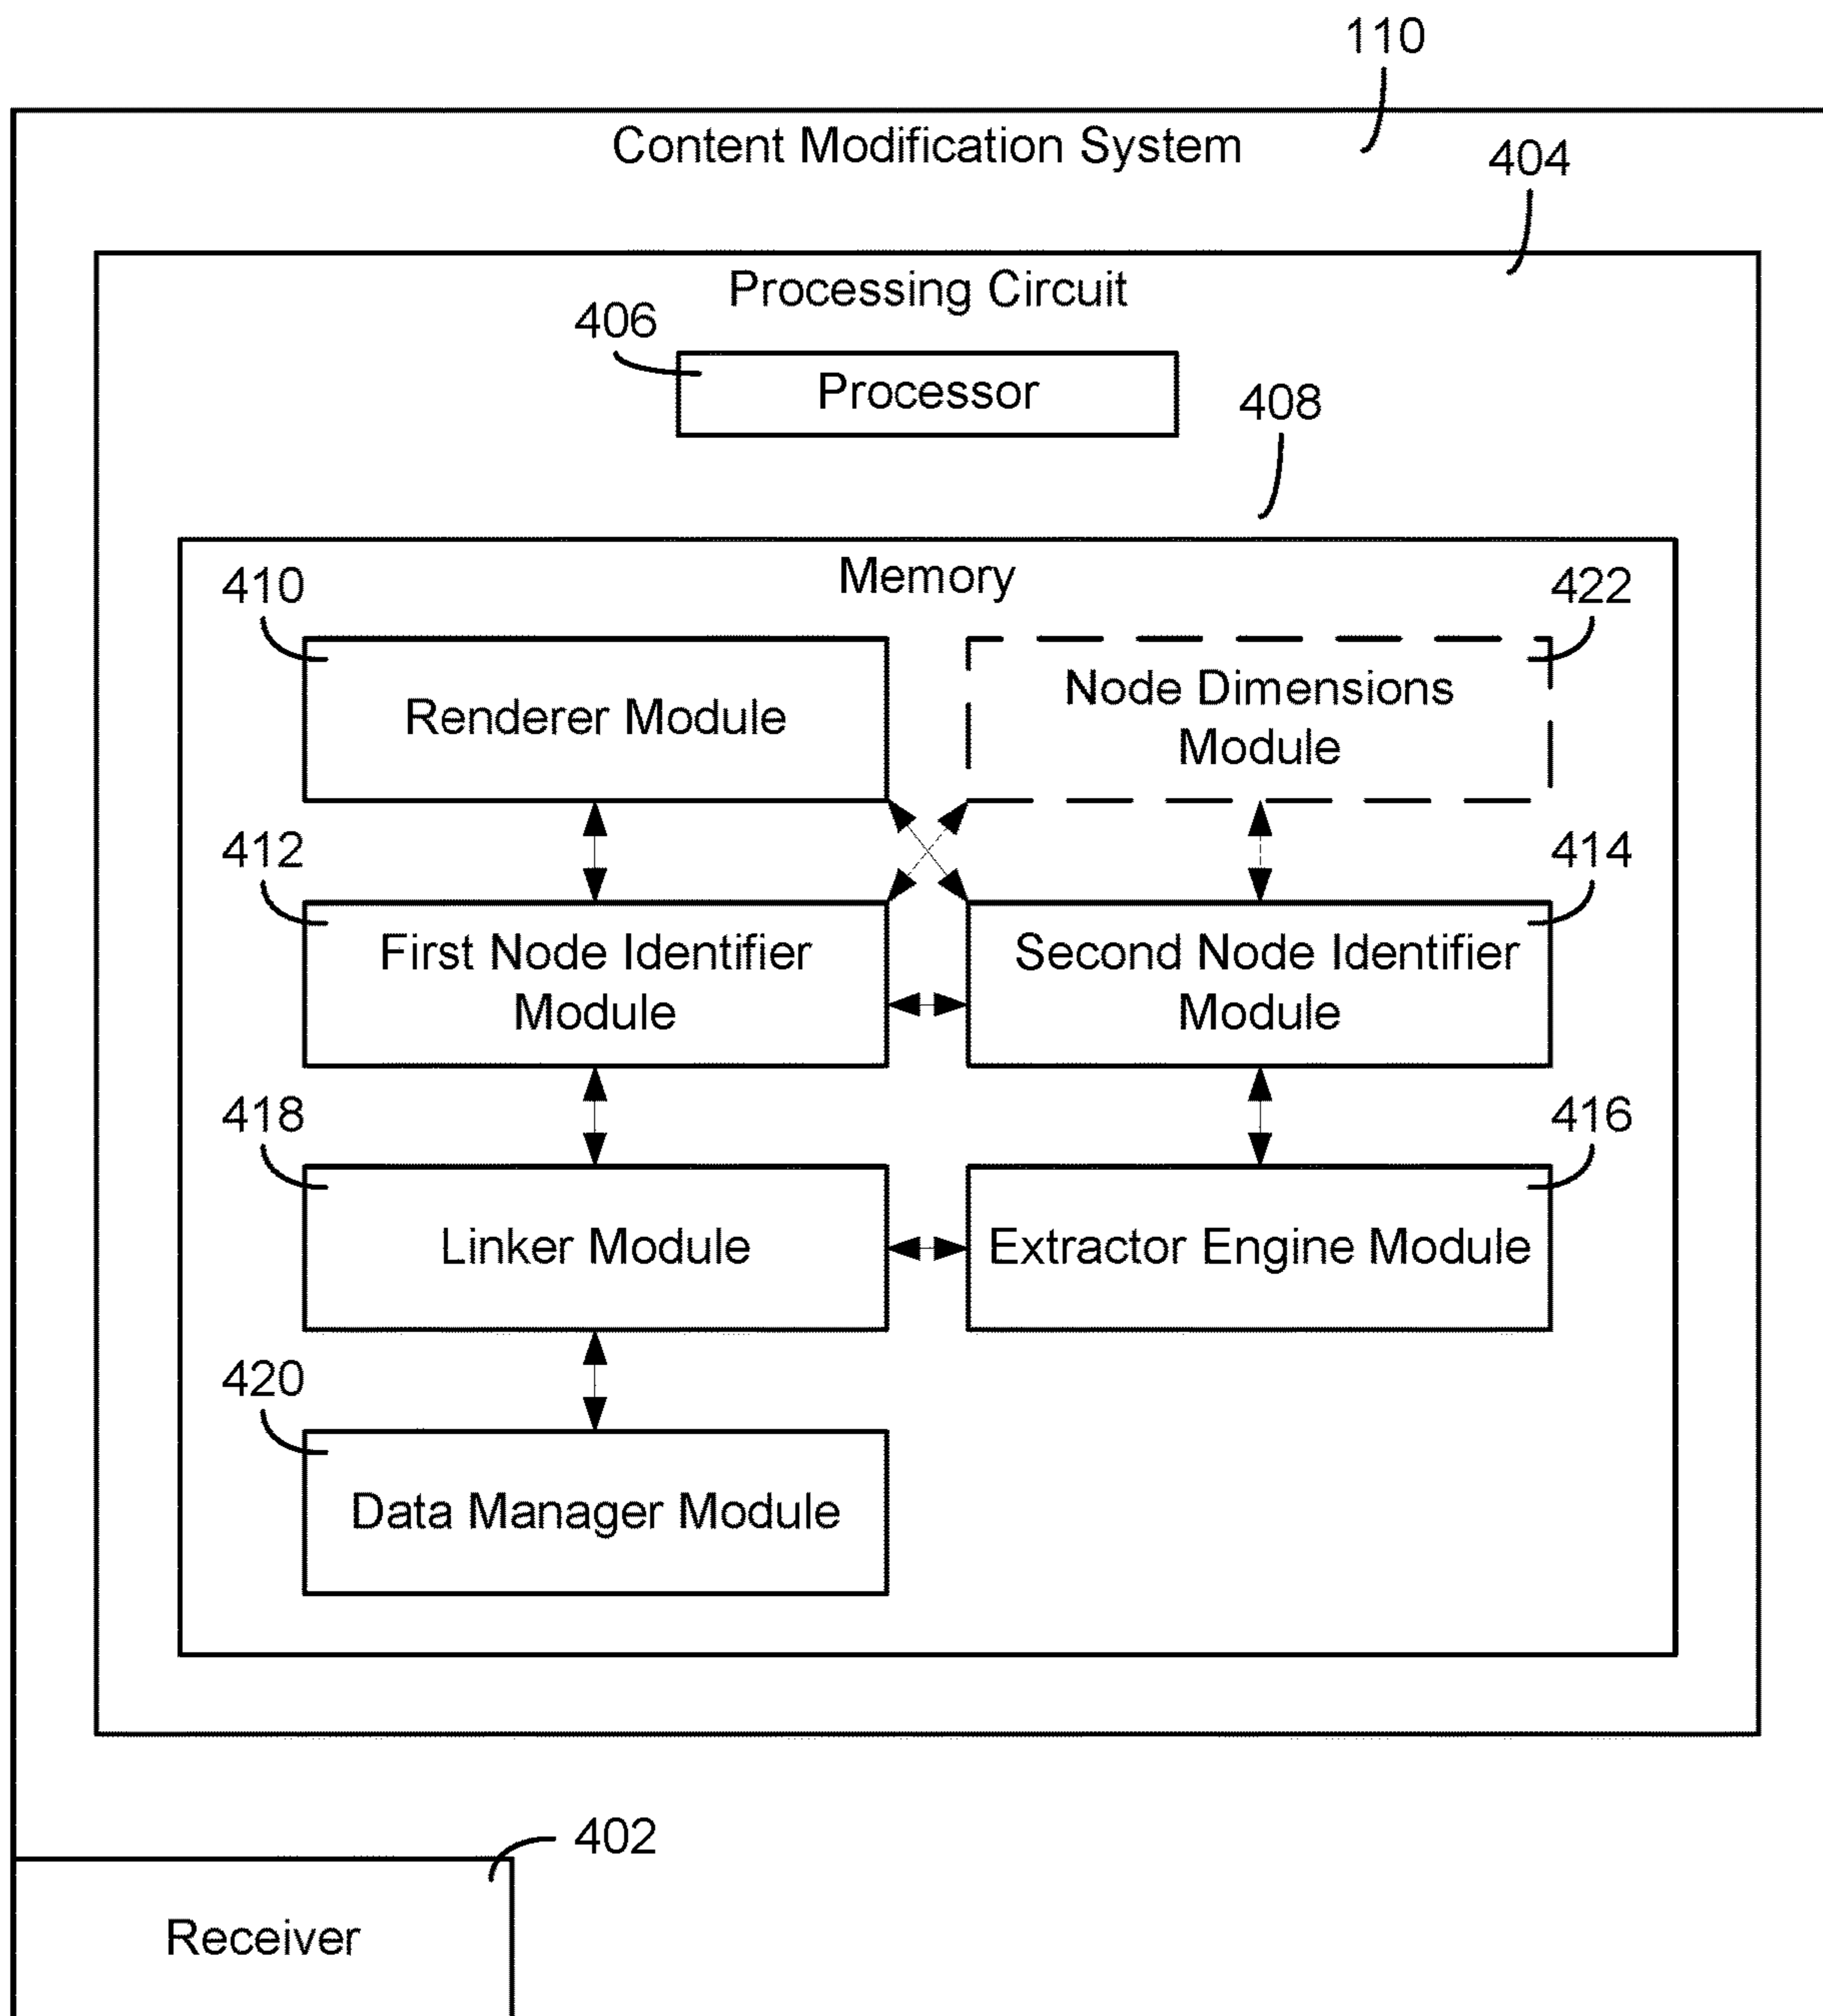 110
Content Modification System
404
Processing Circuit
406
Processor
408
Memory
410
422
Renderer Module
Node Dimensions
Module
412
414
First Node Identifier
Module
Second Node Identifier
Module
418
416
Linker Module
Extractor Engine Module
420
Data Manager Module
402
Receiver